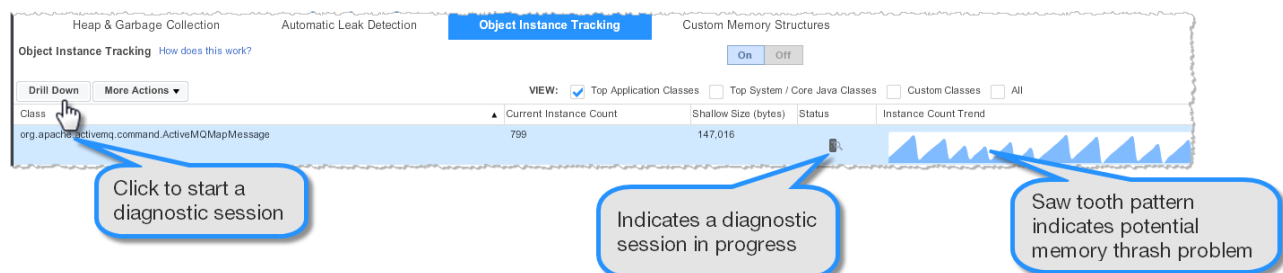 Heap & Garbage Collection Automatic Leak Detection Object Instance Tracking Custom Memory Structures
Object Instance Tracking How does this work? On Off
Drill Down More Actions VIEW: Top Application Classes Top System / Core Java Classes Custom Classes All
Class Current Instance Count Shallow Size (bytes) Status Instance Count Trend
org.apache.activemq.command.ActiveMQMapMessage 799 147,016
Click to start a
diagnostic session
Indicates a diagnostic
session in progress
Saw tooth pattern
indicates potential
memory thrash problem